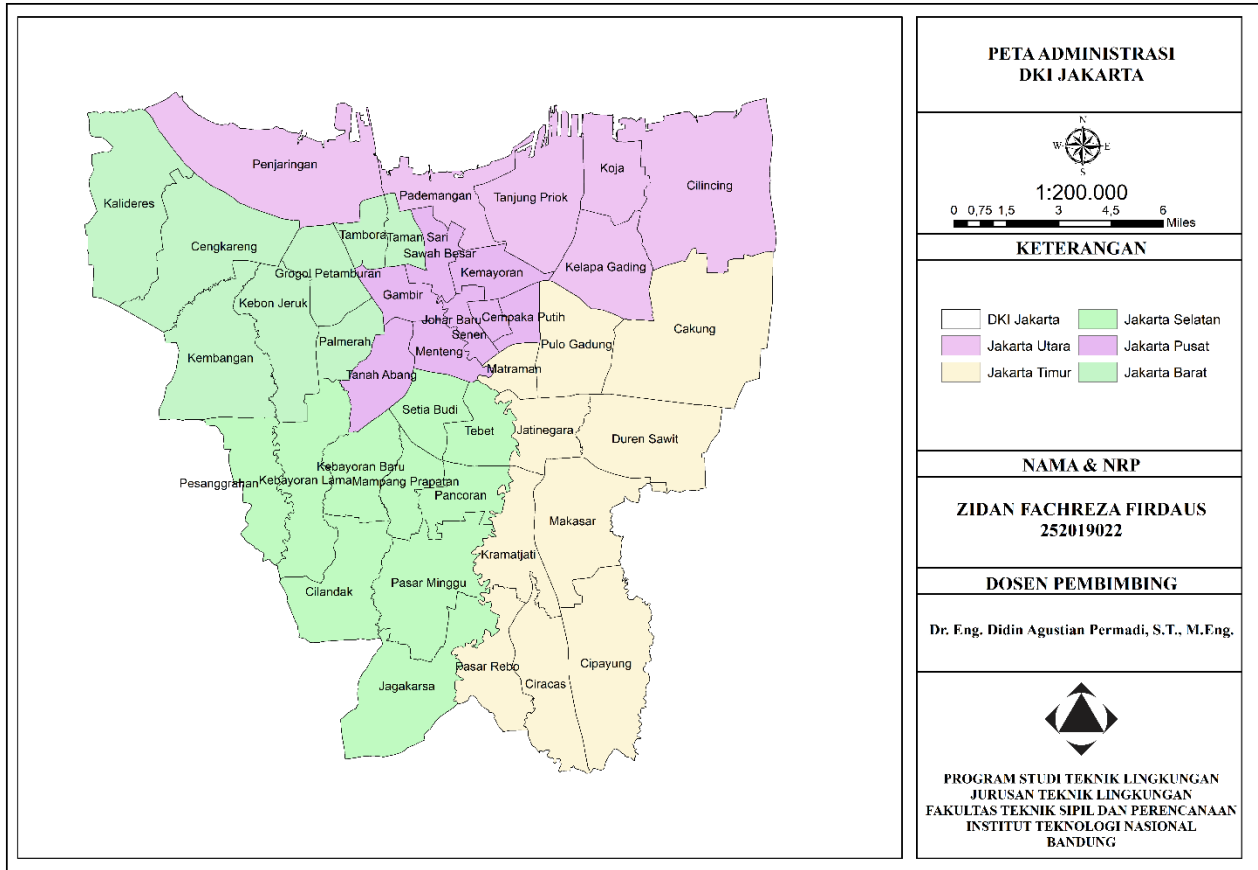 PETA ADMINISTRASI
DKI JAKARTA
N
W E
S
1:200.000
0 0,75 1,5 3 4,5 6
Miles
KETERANGAN
DKI Jakarta
Jakarta Selatan
Jakarta Utara
Jakarta Pusat
Jakarta Timur
Jakarta Barat
NAMA & NRP
ZIDAN FACHREZA FIRDAUS
252019022
DOSEN PEMBIMBING
Dr. Eng. Didin Agustian Permadi, S.T., M.Eng.
PROGRAM STUDI TEKNIK LINGKUNGAN
JURUSAN TEKNIK LINGKUNGAN
FAKULTAS TEKNIK SIPIL DAN PERENCANAAN
INSTITUT TEKNOLOGI NASIONAL
BANDUNG
Penjaringan
Koja
Cilincing
Kalideres
Pademangan
Tanjung Priok
Tambora
Taman Sari
Cengkareng
Sawah Besar
Grogol Petamburan
Kemayoran
Kelapa Gading
Kebon Jeruk
Gambir
Johar Baru
Cempaka Putih
Senen
Cakung
Kembangan
Palmerah
Menteng
Pulo Gadung
Tanah Abang
Matraman
Setia Budi
Tebet
Jatinegara
Duren Sawit
Kebayoran Baru
Pesanggrahan
Kebayoran Lama
Mampang Prapatan
Pancoran
Makasar
Kramatjati
Cilandak
Pasar Minggu
Pasar Rebo
Cipayung
Jagakarsa
Ciracas